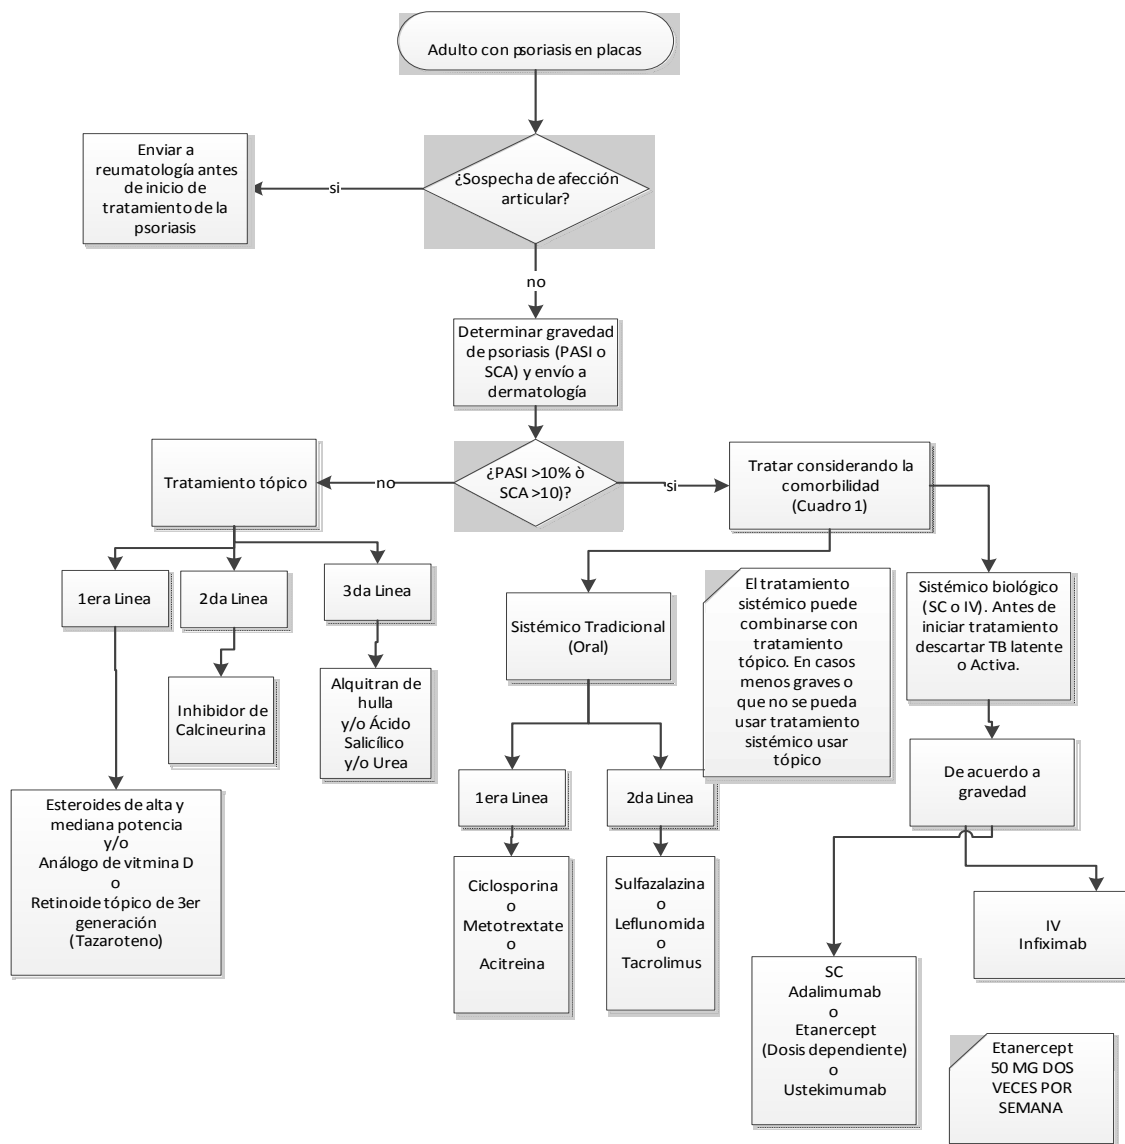 Adulto con psoriasis en placas
Enviar a
reumatología antes
de inicio de
tratamiento de la
psoriasis
si
¿Sospecha de afección
articular?
no
Determinar gravedad
de psoriasis (PASI o
SCA) y envío a
dermatología
Tratamiento tópico
no
¿PASI >10% ò
SCA >10)?
si
Tratar considerando la
comorbilidad
(Cuadro 1)
1era Linea
2da Linea
3da Linea
Esteroides de alta y
mediana potencia
y/o
Análogo de vitmina D
o
Retinoide tópico de 3er
generación
(Tazaroteno)
Inhibidor de
Calcineurina
Alquitran de
hulla
y/o Ácido
Salicílico
y/o Urea
Sistémico Tradicional
(Oral)
El tratamiento
sistémico puede
combinarse con
tratamiento
tópico. En casos
menos graves o
que no se pueda
usar tratamiento
sistémico usar
tópico
Sistémico biológico
(SC o IV). Antes de
iniciar tratamiento
descartar TB latente
o Activa.
1era Linea
2da Linea
Ciclosporina
o
Metotrextate
o
Acitreina
Sulfazalazina
o
Leflunomida
o
Tacrolimus
De acuerdo a
gravedad
SC
Adalimumab
o
Etanercept
(Dosis dependiente)
o
Ustekimumab
IV
Infiximab
Etanercept
50 MG DOS
VECES POR
SEMANA